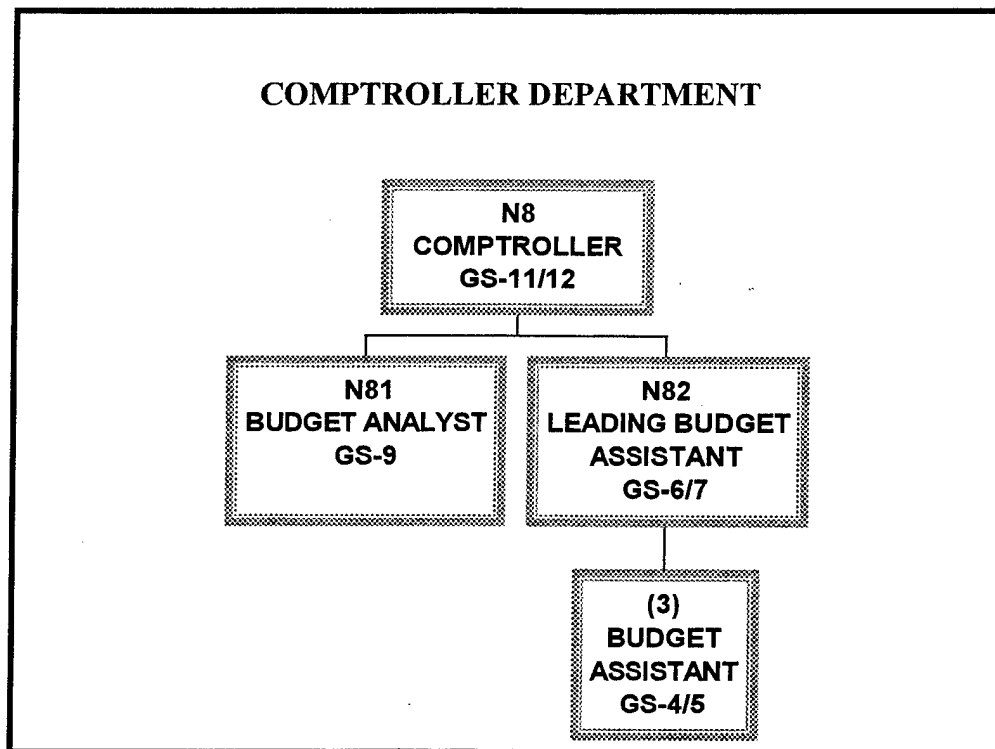 COMPTROLLER DEPARTMENT
N8
COMPTROLLER
GS-11/12
N81
BUDGET ANALYST
GS-9
N82
LEADING BUDGET
ASSISTANT
GS-6/7
(3)
BUDGET
ASSISTANT
GS-4/5